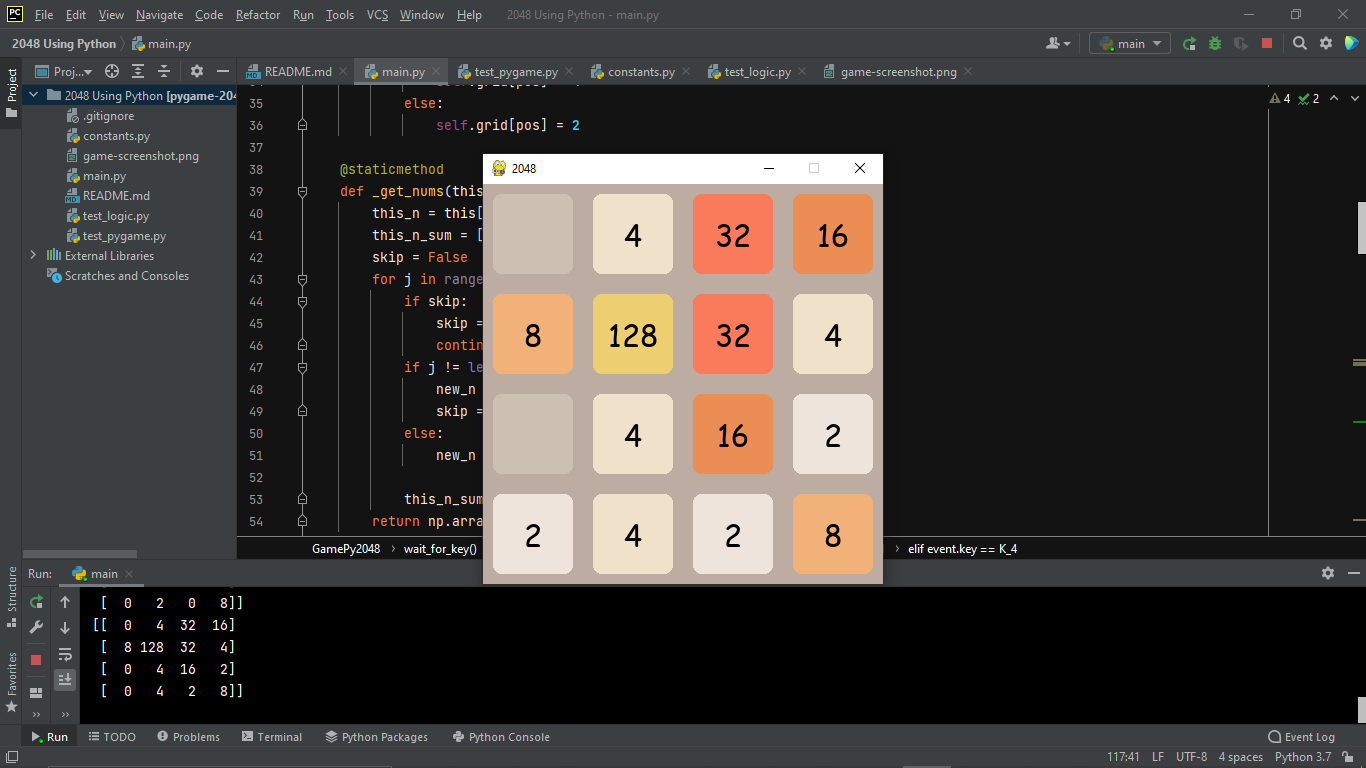 PC File Edit View Navigate Code Refactor Run Tools VCS Window Help 2048 Using Python - main.py
2048 Using Python main.py main
Proj... README.md main.py test_pygame.py constants.py test_logic.py game-screenshot.png
Project
2048 Using Python [pygame-204
.gitignore
constants.py
game-screenshot.png
main.py
README.md
test_logic.py
test_pygame.py
External Libraries
Scratches and Consoles
4 2
35 else:
36 self.grid[pos] = 2
37
38 @staticmethod
39 def _get_nums(this
40 this_n = this[
41 this_n_sum = [
42 skip = False
43 for j in range
44 if skip:
45 skip =
46 contin
47 if j != le
48 new_n
49 skip =
50 else:
51 new_n
52
53 this_n_sum
54 return np.arra
2048
4 32 16
8 128 32 4
4 16 2
2 4 2 8
GamePy2048 › wait_for_key() › elif event.key == K_4
Run: main
[ 0 2 0 8]]
[[ 0 4 32 16]
[ 8 128 32 4]
[ 0 4 16 2]
[ 0 4 2 8]]
Structure
Favorites
Run TODO Problems Terminal Python Packages Python Console Event Log
117:41 LF UTF-8 4 spaces Python 3.7